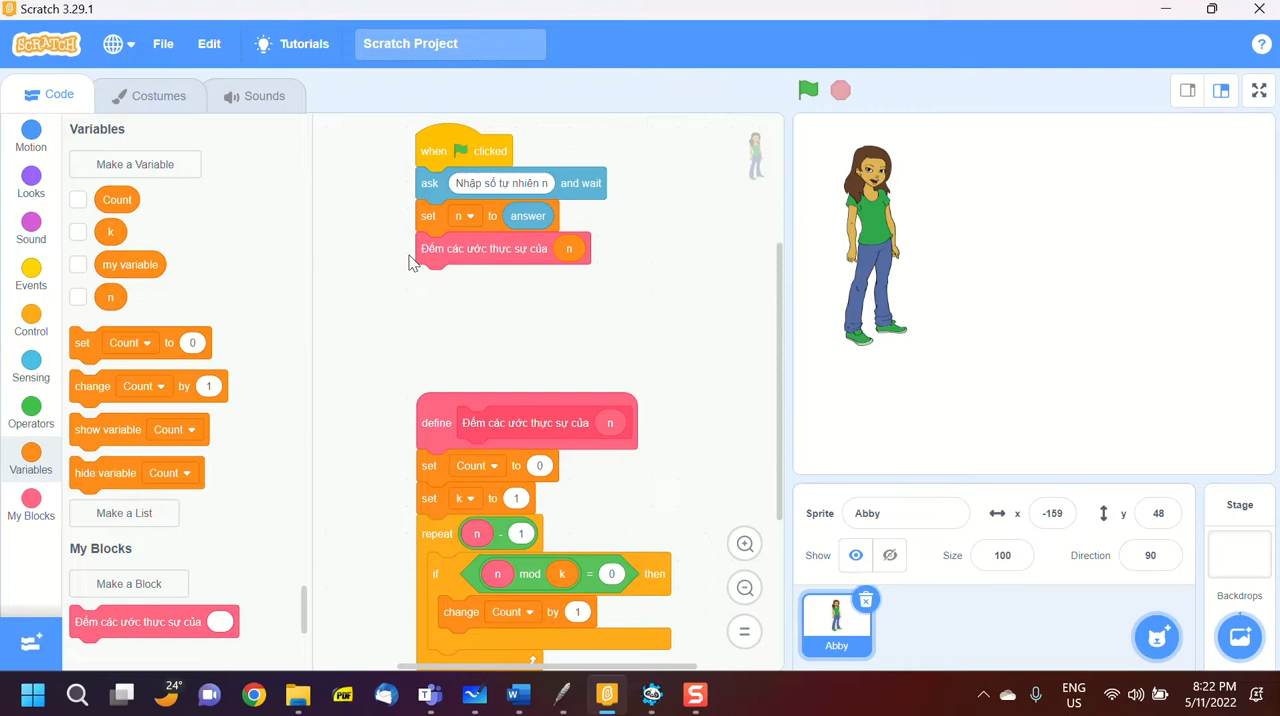 Scratch 3.29.1
SCRATCH
File
Edit
Tutorials
Scratch Project
?
Code
Costumes
Sounds
Motion
Looks
Sound
Events
Control
Sensing
Operators
Variables
My Blocks
Variables
Make a Variable
Count
k
my variable
n
set Count to 0
change Count by 1
show variable Count
hide variable Count
Make a List
My Blocks
Make a Block
Đếm các ước thực sự của
when clicked
ask Nhập số tự nhiên n and wait
set n to answer
Đếm các ước thực sự của n
define Đếm các ước thực sự của n
set Count to 0
set k to 1
repeat n - 1
if n mod k = 0 then
change Count by 1
Sprite Abby x -159 y 48
Show Size 100 Direction 90
Abby
Stage
Backdrops
24°
PDF
ENG
US
8:22 PM
5/11/2022